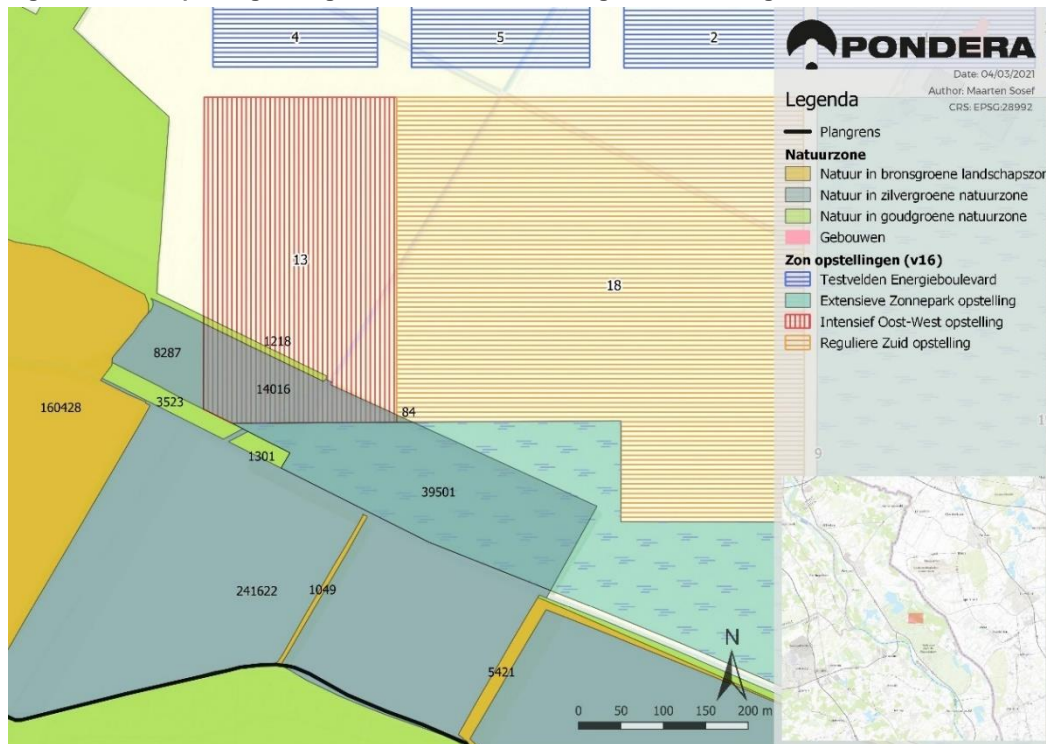 4
5
2
PONDERA
Date: 04/03/2021
Author: Maarten Sosef
CRS: EPSG:28992
Legenda
Plangrens
Natuurzone
Natuur in bronsgroene landschapszon
Natuur in zilvergroene natuurzone
Natuur in goudgroene natuurzone
Gebouwen
Zon opstellingen (v16)
Testvelden Energieboulevard
Extensieve Zonnepark opstelling
Intensief Oost-West opstelling
Reguliere Zuid opstelling
13
18
1218
8287
14016
3523
84
160428
1301
9
39501
241622
1049
5421
N
0 50 100 150 200 m